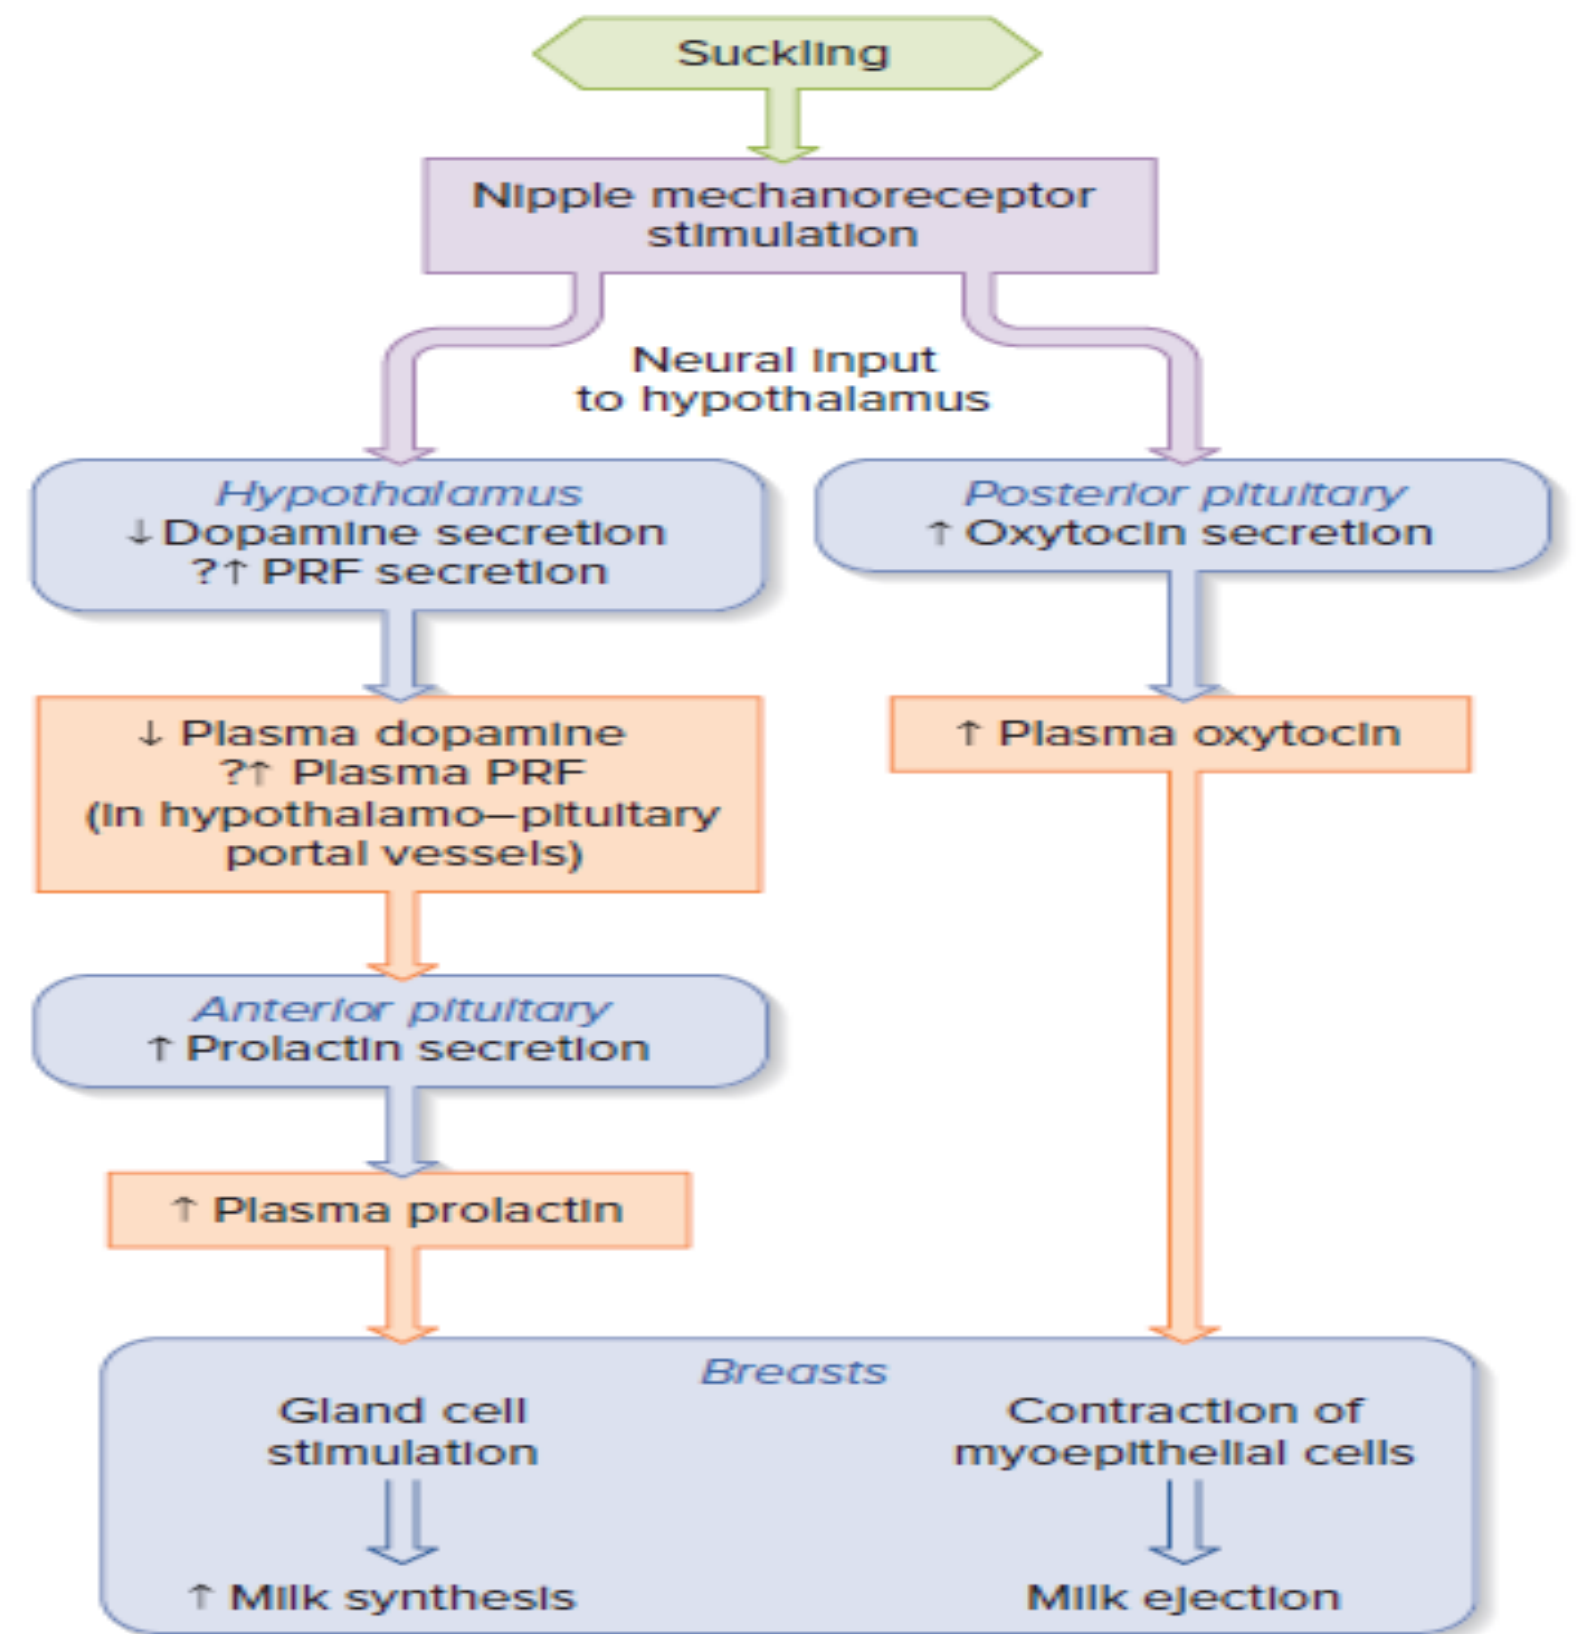 Suckling
Nipple mechanoreceptor
stimulation
Neural input
to hypothalamus
Hypothalamus
↓ Dopamine secretion
?↑ PRF secretion
Posterior pituitary
↑ Oxytocin secretion
↓ Plasma dopamine
?↑ Plasma PRF
(in hypothalamo–pituitary
portal vessels)
↑ Plasma oxytocin
Anterior pituitary
↑ Prolactin secretion
↑ Plasma prolactin
Breasts
Gland cell
stimulation
↑ Milk synthesis
Contraction of
myoepithelial cells
Milk ejection